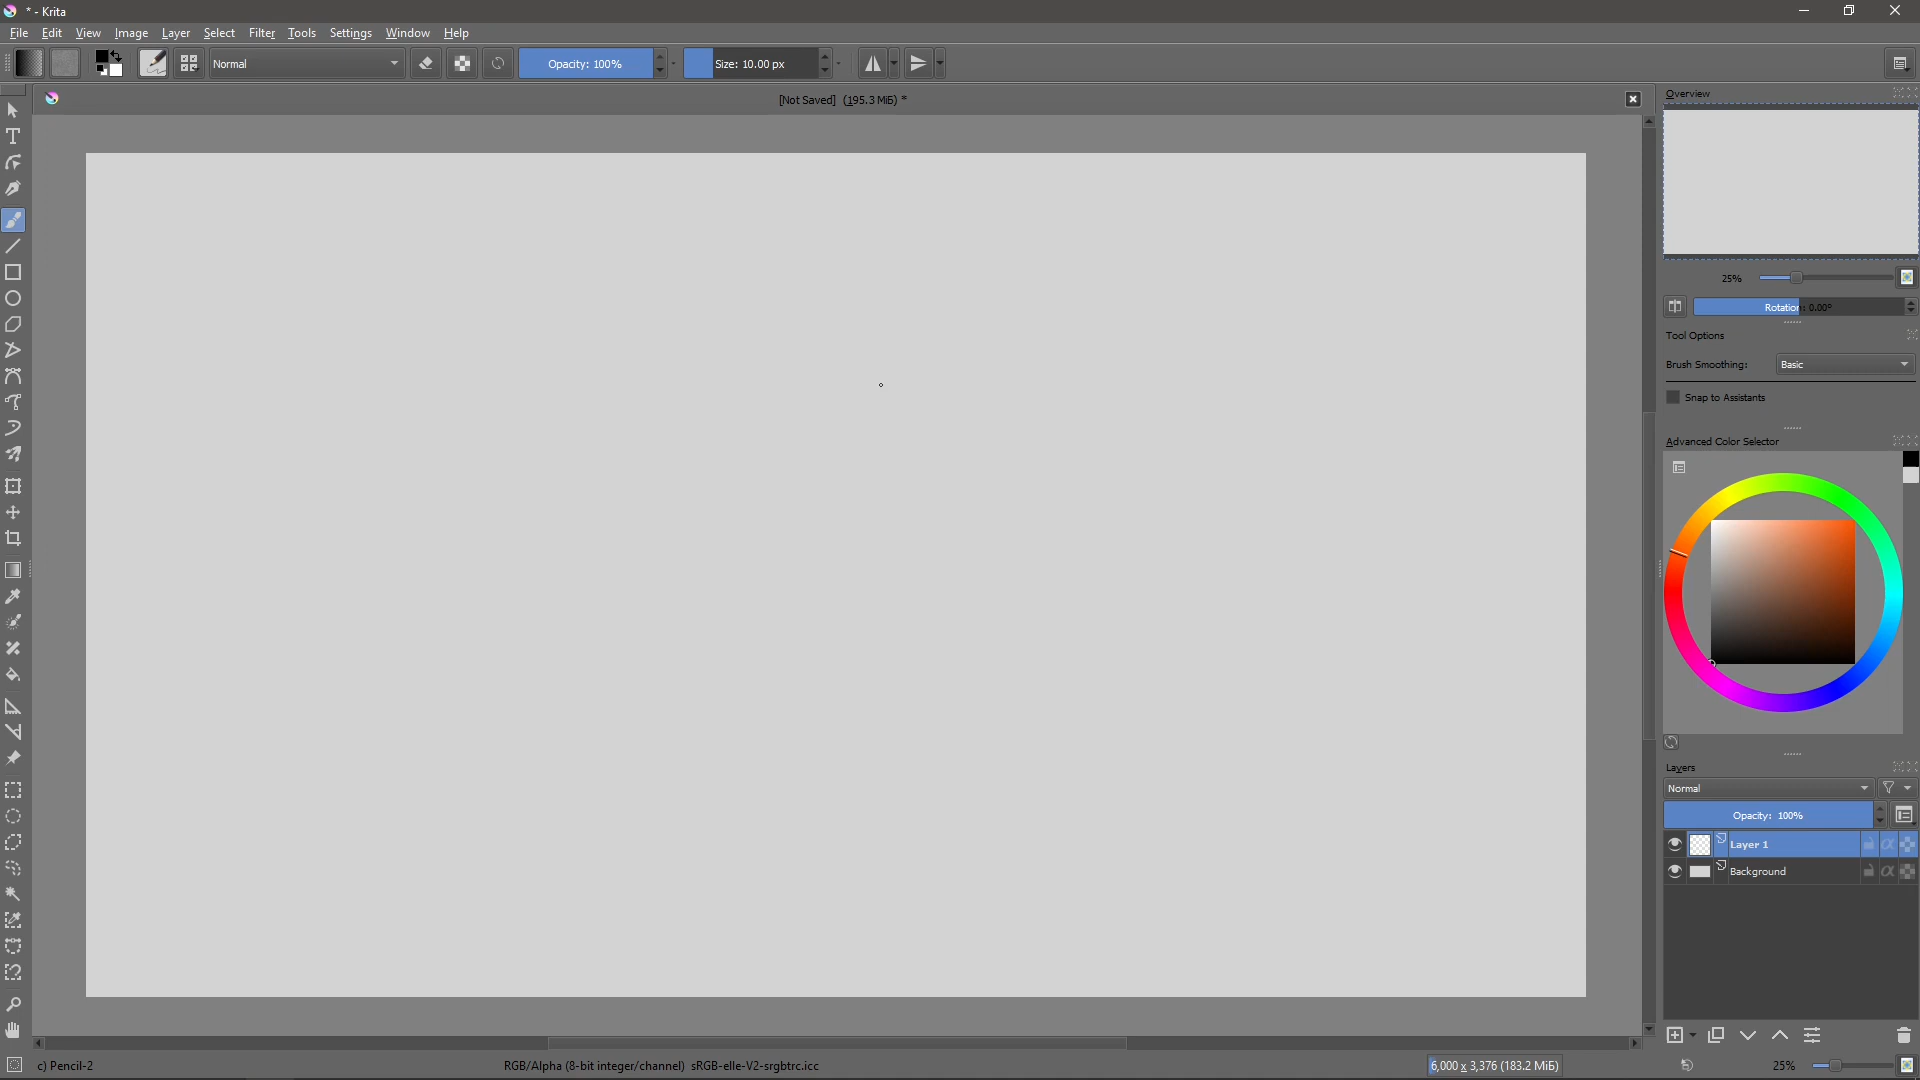 * - Krita
File Edit View Image Layer Select Filter Tools Settings Window Help
Normal Opacity: 100% Size: 10.00 px
[Not Saved] (195.3 MiB) *
Overview
25%
Rotation: 0.00°
Tool Options
Brush Smoothing: Basic
Snap to Assistants
Advanced Color Selector
Layers
Normal
Opacity: 100%
Layer 1
Background
c) Pencil-2 RGB/Alpha (8-bit integer/channel) sRGB-elle-V2-srgbtrc.icc 6,000 x 3,376 (183.2 MiB) 25%